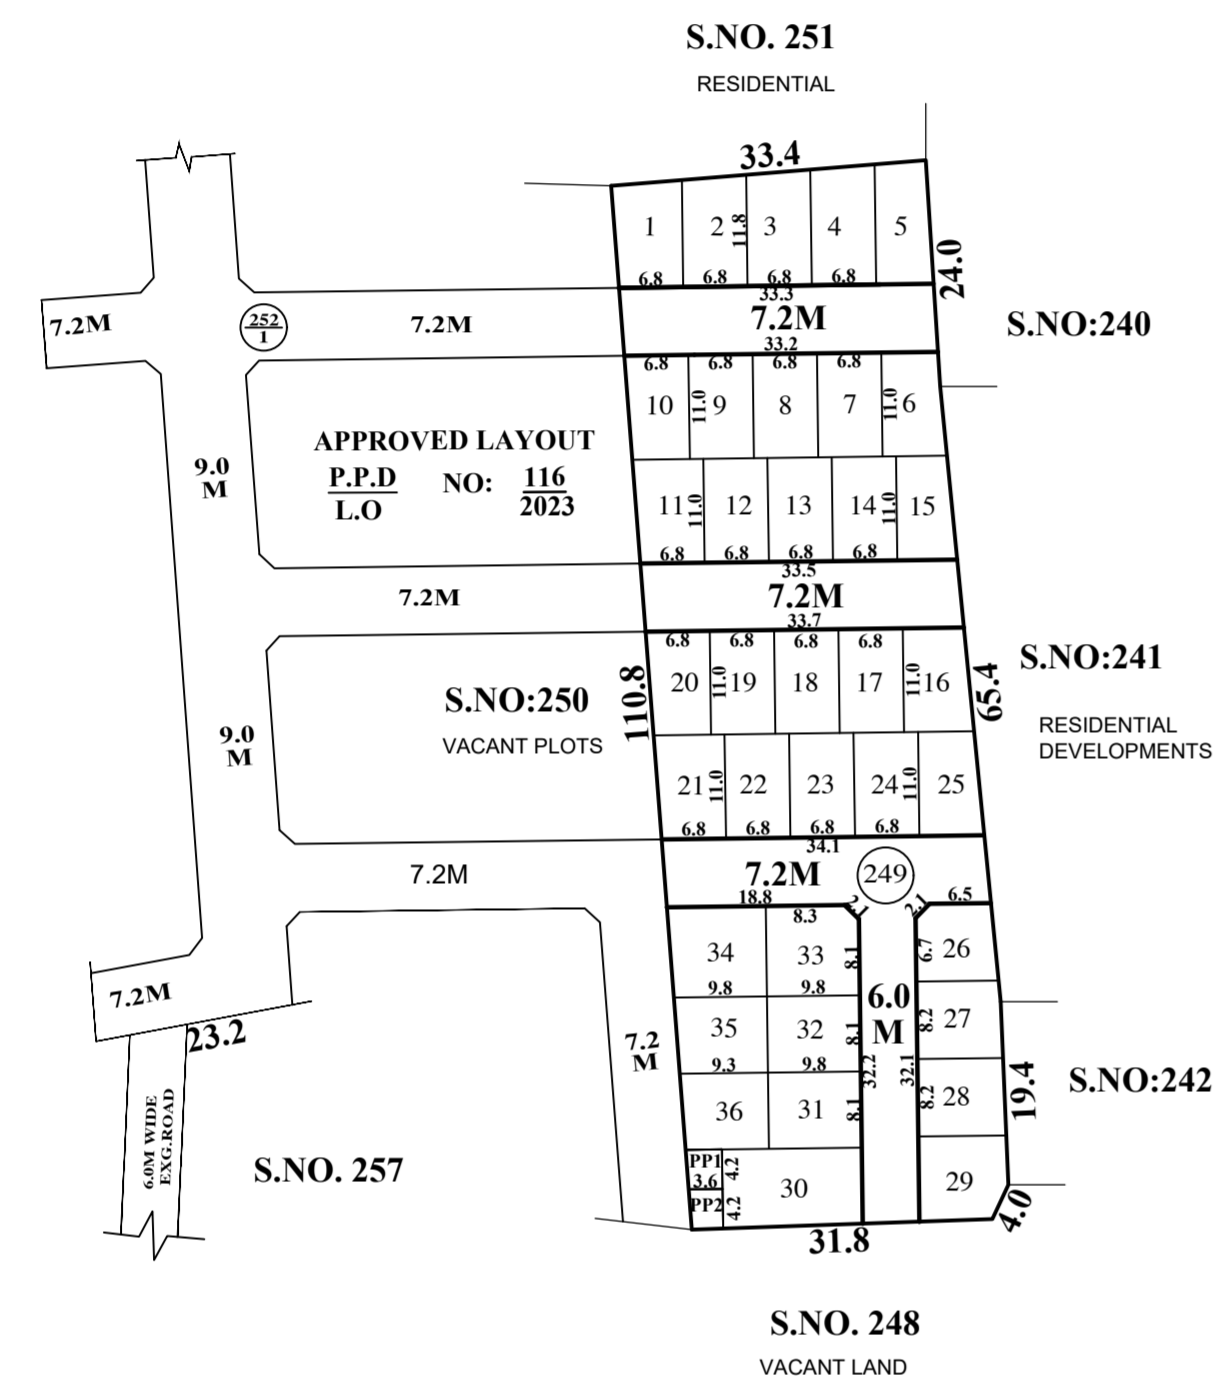 S.NO. 251
RESIDENTIAL
33.4
1 2 11.8 3 4 5
24.0
6.8 6.8 6.8 6.8
33.3
7.2M
252
1
7.2M
7.2M
S.NO:240
33.2
6.8 6.8 6.8 6.8
10 11.0 9 8 7 11.0 6
APPROVED LAYOUT
P.P.D
L.O
NO:
116
2023
9.0
M
11 11.0 12 13 14 11.0 15
6.8 6.8 6.8 6.8
33.5
7.2M
7.2M
33.7
6.8 6.8 6.8 6.8
20 11.0 19 18 17 11.0 16
S.NO:241
RESIDENTIAL
DEVELOPMENTS
65.4
110.8
S.NO:250
VACANT PLOTS
9.0
M
21 11.0 22 23 24 11.0 25
6.8 6.8 6.8 6.8
34.1
7.2M
7.2M
249
18.8 2.1 2.1 6.5
8.3
34 33 8.1 6.7 26
9.8 9.8
6.0
M
7.2M
23.2
35 32 8.1 8.2 27
7.2
M
9.3 9.8
32.2 32.1
36 31 8.1 8.2 28
19.4
S.NO:242
6.0M WIDE
EXG.ROAD
S.NO. 257
PP1
3.6
4.2
PP2
4.2
30
29
4.0
31.8
S.NO. 248
VACANT LAND